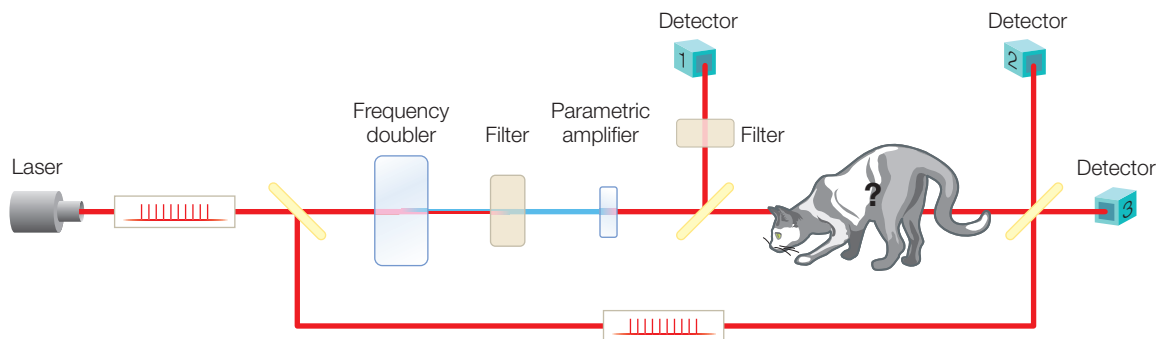 Detector
1
Detector
2
Frequency
doubler
Filter
Parametric
amplifier
Filter
Laser
?
Detector
3